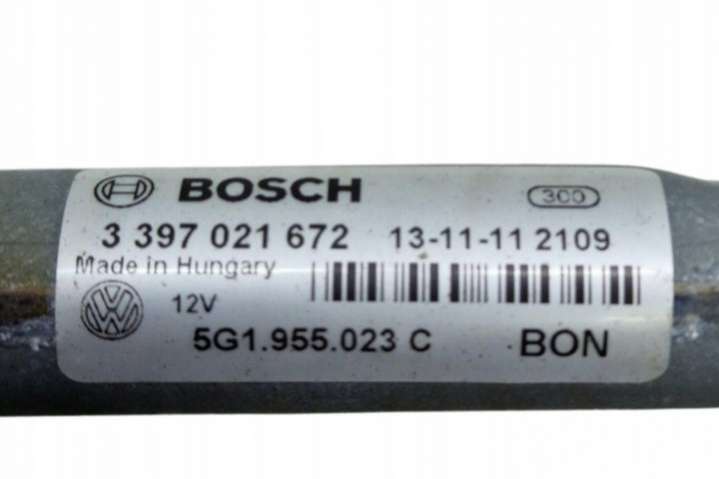 BOSCH 300
3 397 021 672 13-11-11 2109
Made in Hungary
12V
5G1.955.023 C BON